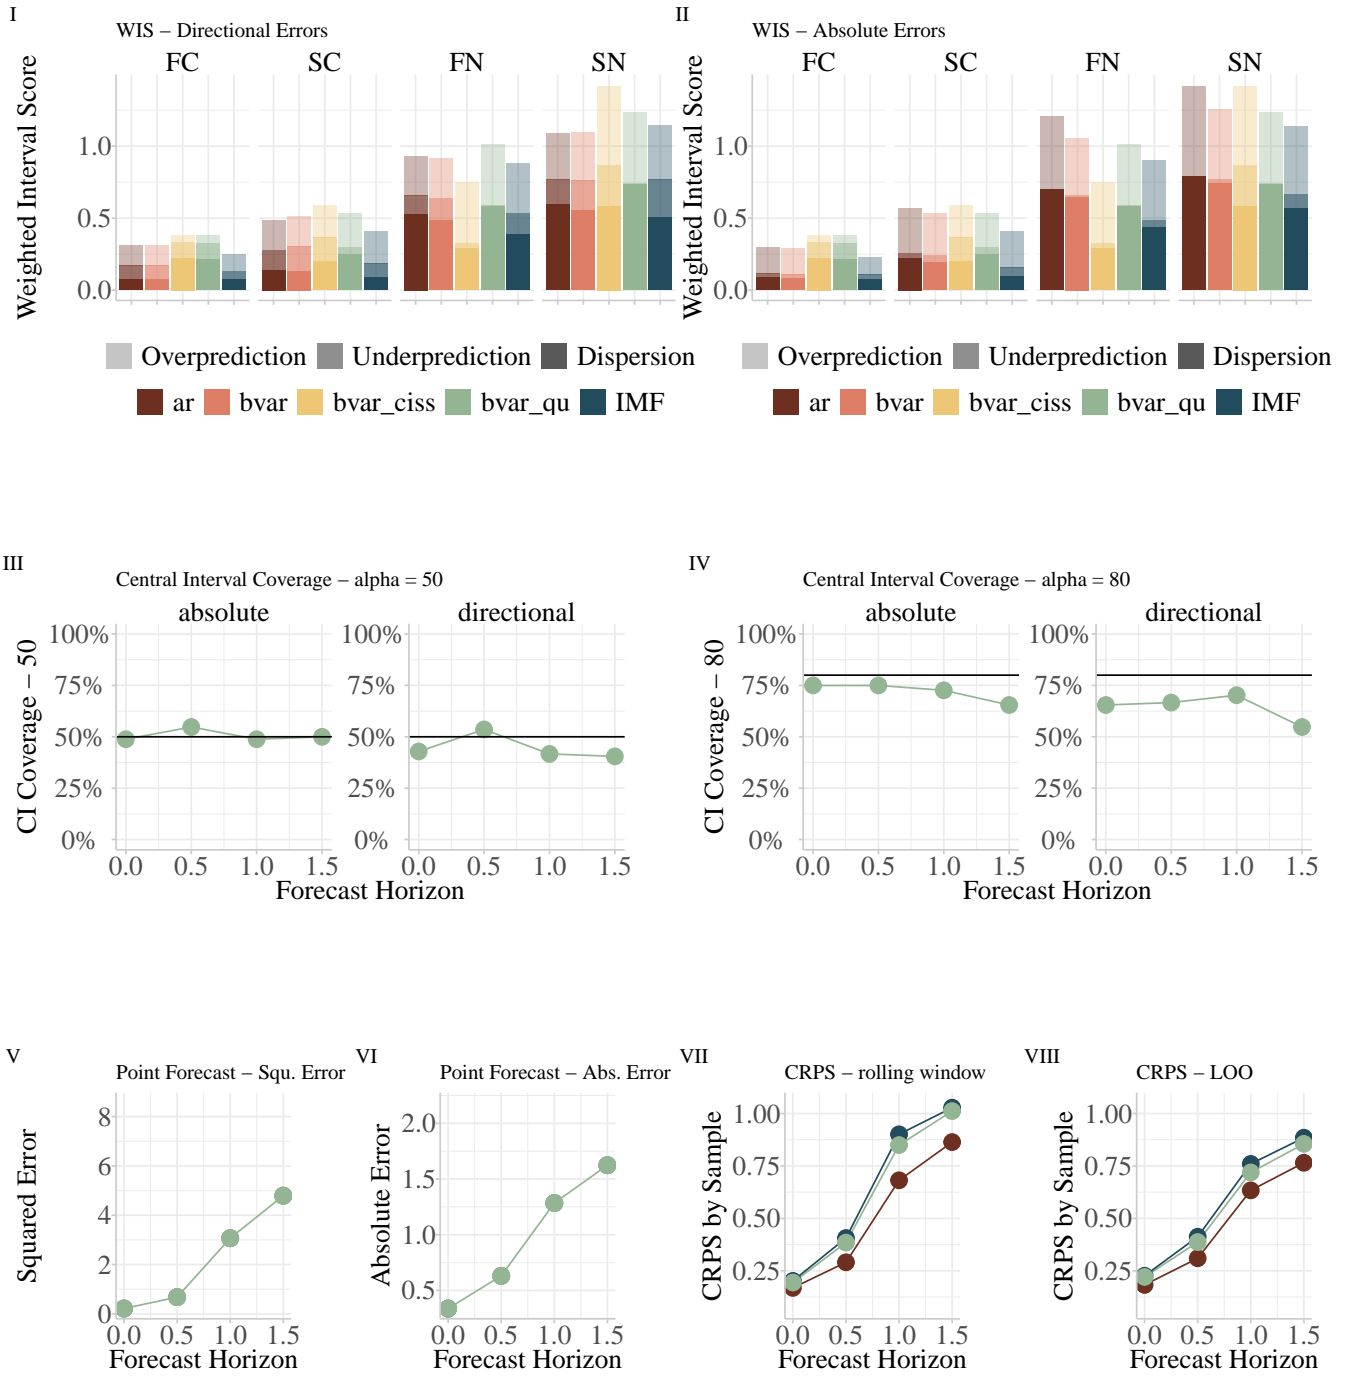 I
WIS – Directional Errors
FC SC FN SN
Weighted Interval Score
1.0
0.5
0.0
Overprediction Underprediction Dispersion
ar bvar bvar_ciss bvar_qu IMF
II
WIS – Absolute Errors
FC SC FN SN
Weighted Interval Score
1.0
0.5
0.0
Overprediction Underprediction Dispersion
ar bvar bvar_ciss bvar_qu IMF
III
Central Interval Coverage – alpha = 50
absolute directional
CI Coverage – 50
100% 100%
75% 75%
50% 50%
25% 25%
0% 0%
0.0 0.5 1.0 1.5 0.0 0.5 1.0 1.5
Forecast Horizon
IV
Central Interval Coverage – alpha = 80
absolute directional
CI Coverage – 80
100% 100%
75% 75%
50% 50%
25% 25%
0% 0%
0.0 0.5 1.0 1.5 0.0 0.5 1.0 1.5
Forecast Horizon
V
Point Forecast – Squ. Error
Squared Error
8
6
4
2
0
0.0 0.5 1.0 1.5
Forecast Horizon
VI
Point Forecast – Abs. Error
Absolute Error
2.0
1.5
1.0
0.5
0.0 0.5 1.0 1.5
Forecast Horizon
VII
CRPS – rolling window
CRPS by Sample
1.00
0.75
0.50
0.25
0.0 0.5 1.0 1.5
Forecast Horizon
VIII
CRPS – LOO
CRPS by Sample
1.00
0.75
0.50
0.25
0.0 0.5 1.0 1.5
Forecast Horizon